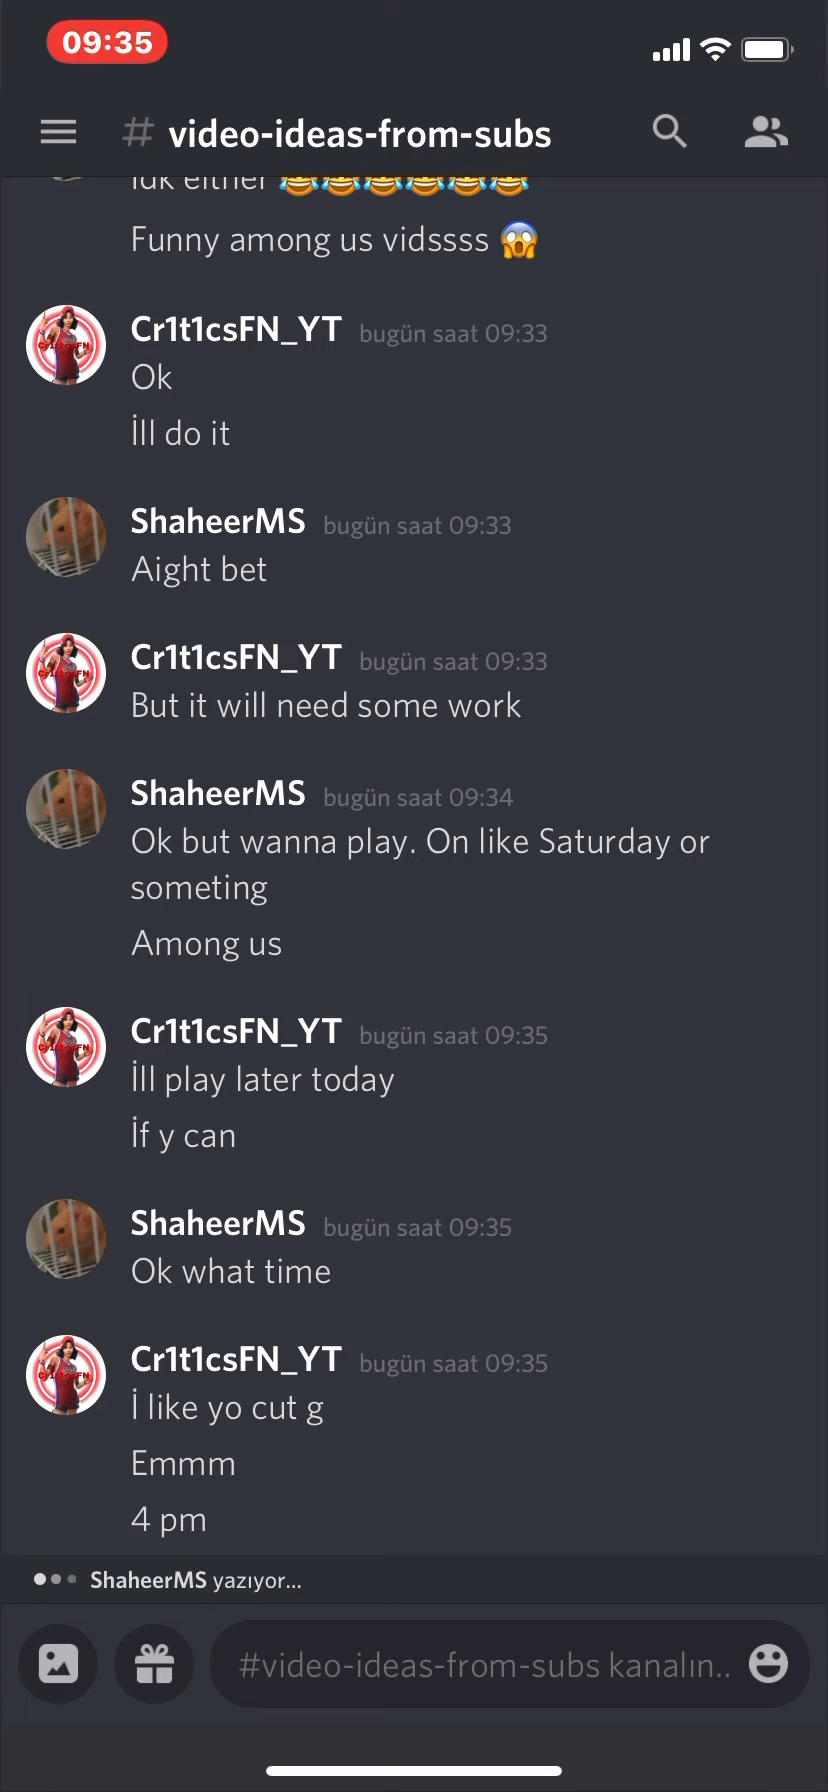 09:35
# video-ideas-from-subs
Idk either 😂😂😂😂😂😂
Funny among us vidssss 😱
Cr1t1csFN_YT bugün saat 09:33
Ok
İll do it
ShaheerMS bugün saat 09:33
Aight bet
Cr1t1csFN_YT bugün saat 09:33
But it will need some work
ShaheerMS bugün saat 09:34
Ok but wanna play. On like Saturday or
someting
Among us
Cr1t1csFN_YT bugün saat 09:35
İll play later today
İf y can
ShaheerMS bugün saat 09:35
Ok what time
Cr1t1csFN_YT bugün saat 09:35
İ like yo cut g
Emmm
4 pm
ShaheerMS yazıyor...
#video-ideas-from-subs kanalın..